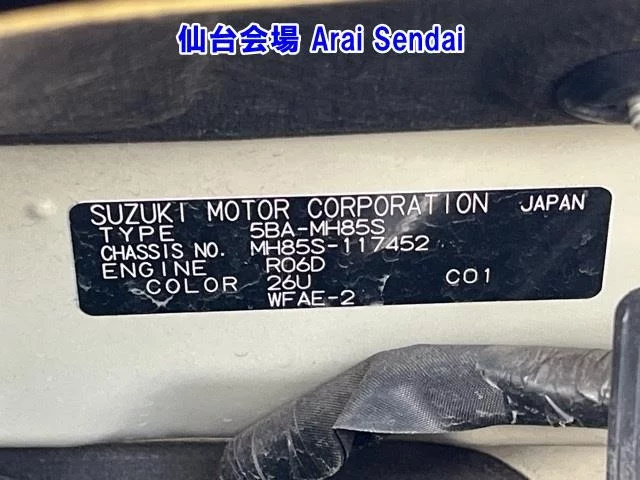 仙台会場 Arai Sendai
SUZUKI MOTOR CORPORATION JAPAN
TYPE 5BA-MH85S
CHASSIS NO. MH85S-117452
ENGINE R06D
COLOR 26U C01
WFAE-2